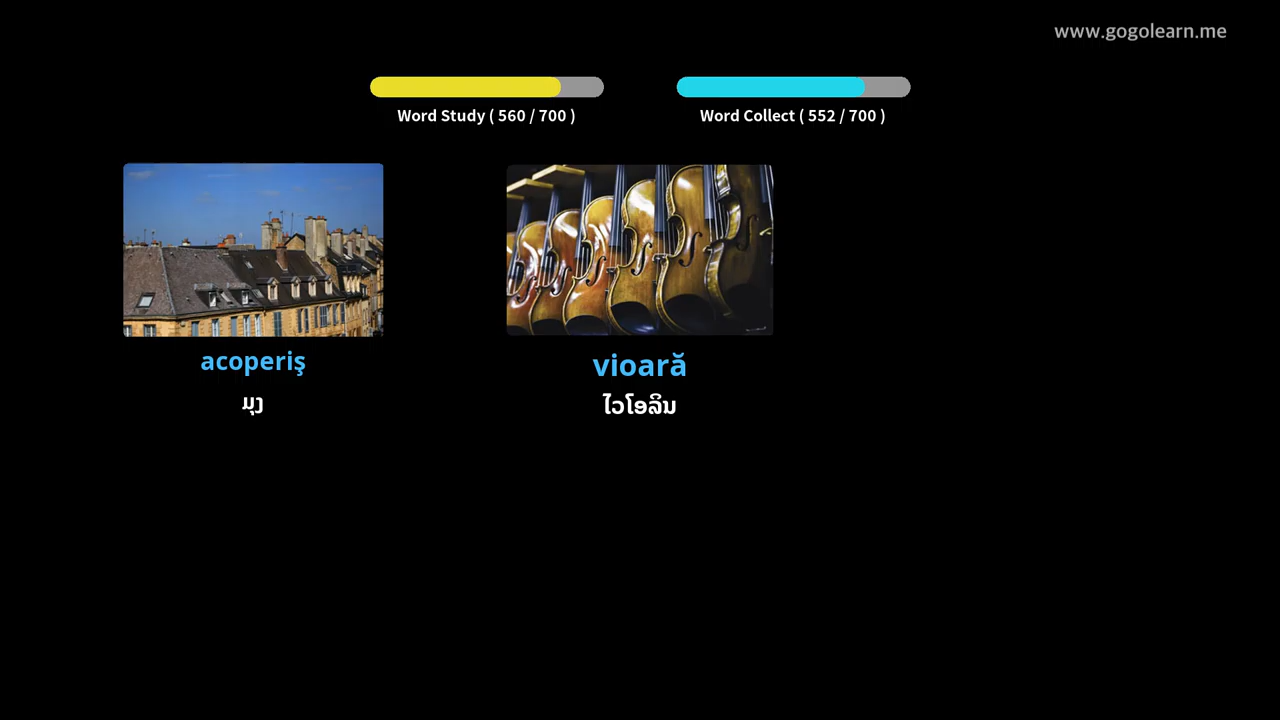 www.gogolearn.me
Word Study ( 560 / 700 )
Word Collect ( 552 / 700 )
acoperiş
ມຸງ
vioară
ໄວໂອລິນ